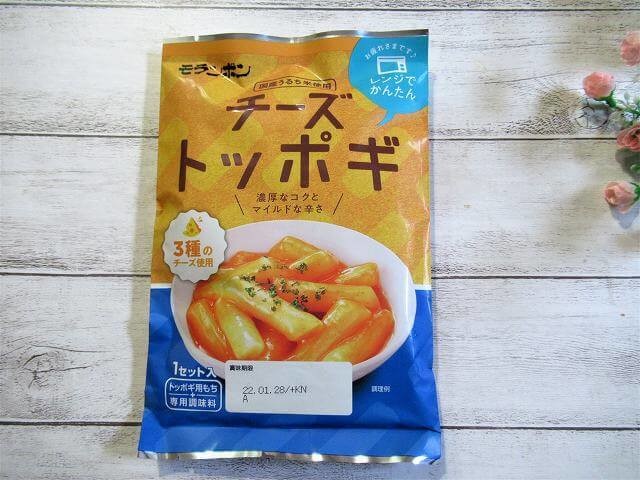 モランボン
お疲れさまです♪
レンジで
かんたん
国産うるち米使用
チーズ
トッポギ
濃厚なコクと
マイルドな辛さ
3種の
チーズ使用
1セット入
トッポギ用もち
+
専用調味料
賞味期限
22.01.28/+KN
A
調理例